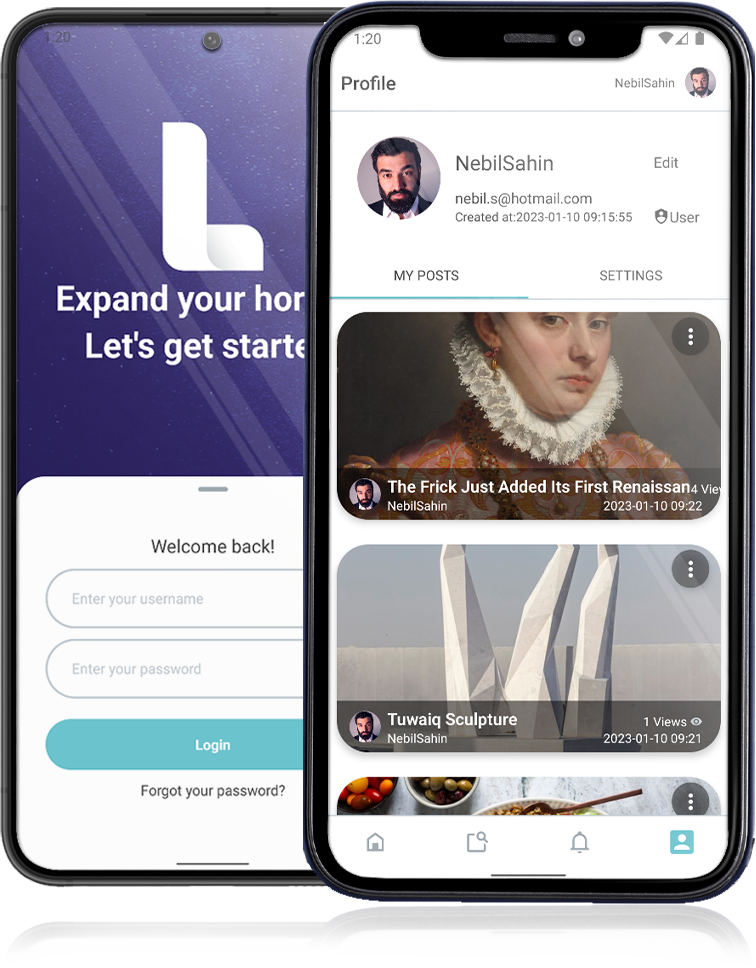 1:20
Expand your hor
Let's get starte
Welcome back!
Enter your username
Enter your password
Login
Forgot your password?
1:20
Profile
NebilSahin
NebilSahin
Edit
nebil.s@hotmail.com
Created at:2023-01-10 09:15:55
User
MY POSTS
SETTINGS
The Frick Just Added Its First Renaissan
4 View
NebilSahin
2023-01-10 09:22
Tuwaiq Sculpture
1 Views
NebilSahin
2023-01-10 09:21